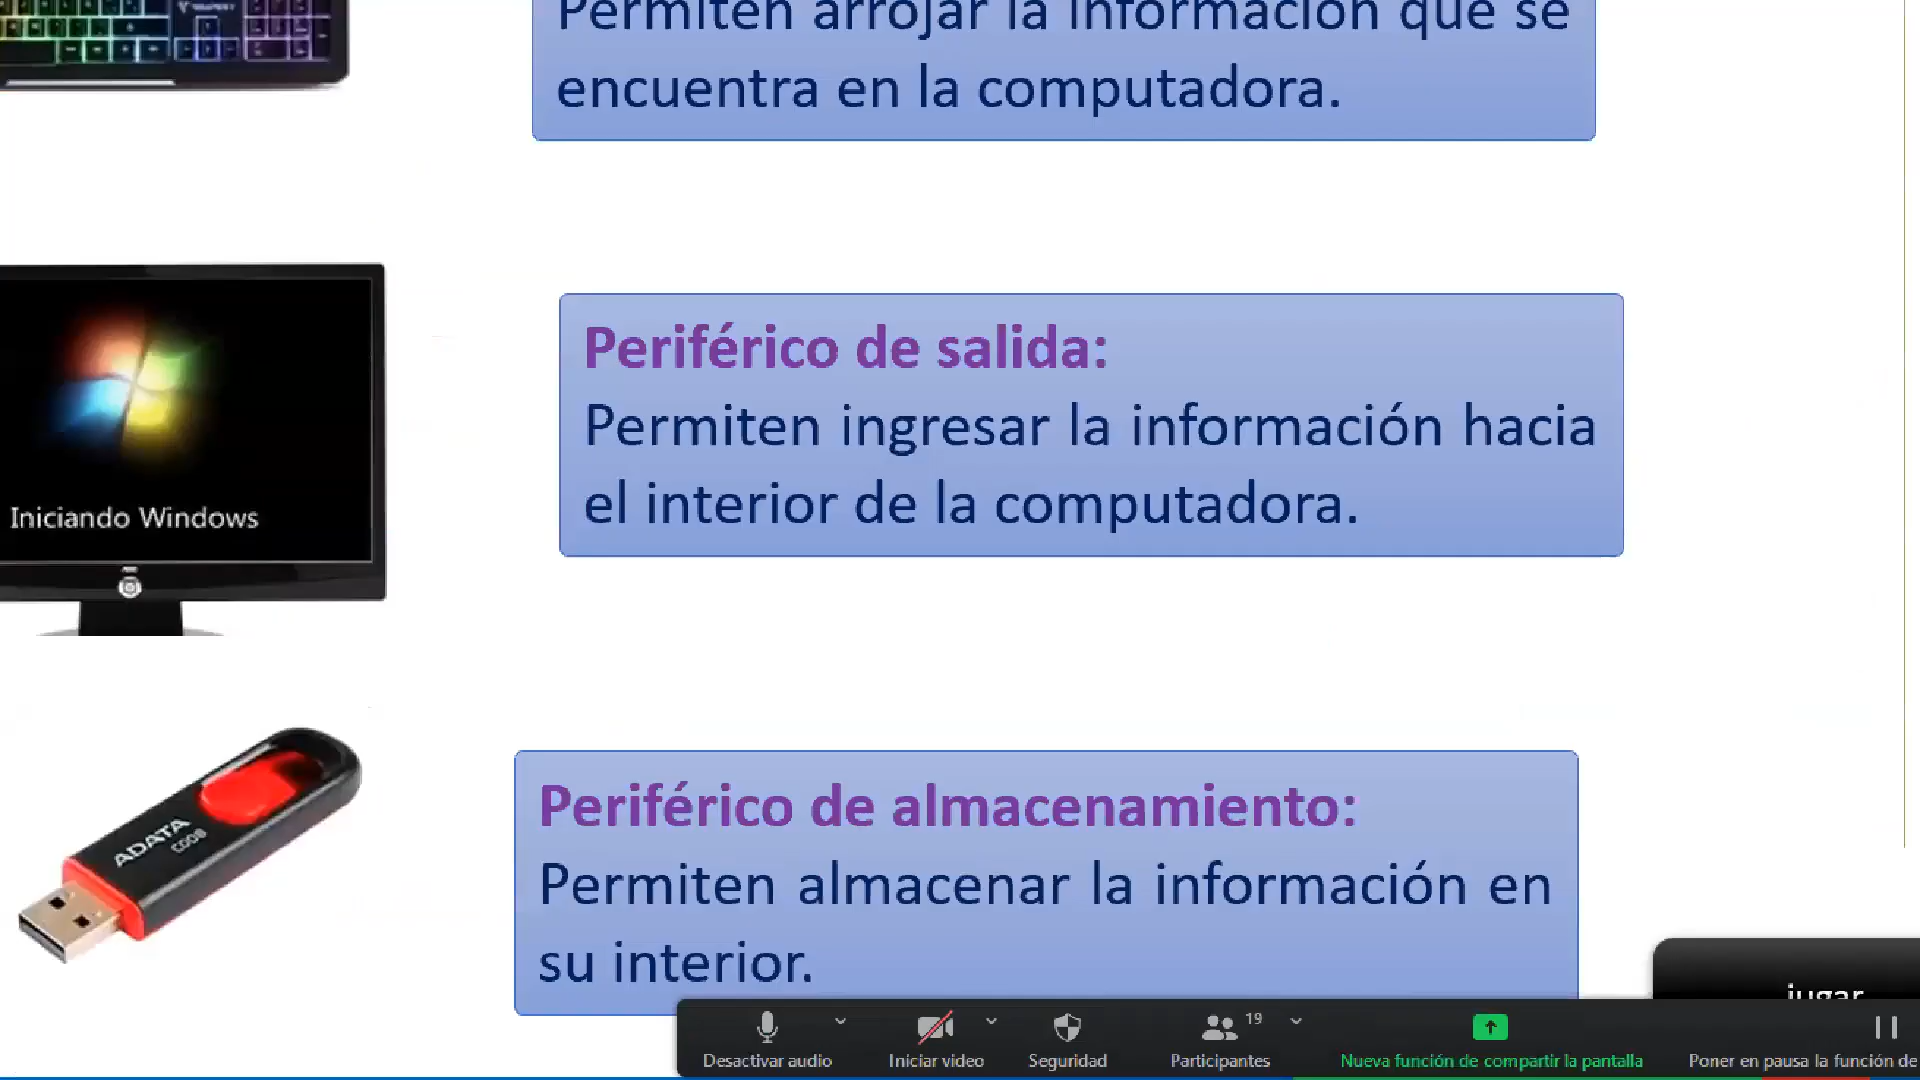 Permiten arrojar la información que se
encuentra en la computadora.
Iniciando Windows
Periférico de salida:
Permiten ingresar la información hacia
el interior de la computadora.
ADATA
C008
Periférico de almacenamiento:
Permiten almacenar la información en
su interior.
jugar
19
Desactivar audio
Iniciar video
Seguridad
Participantes
Nueva función de compartir la pantalla
Poner en pausa la función de